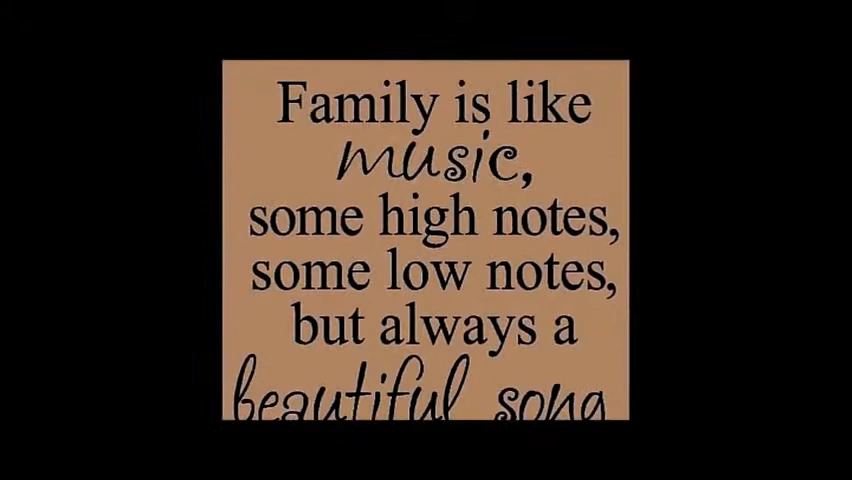 Family is like
music,
some high notes,
some low notes,
but always a
beautiful song